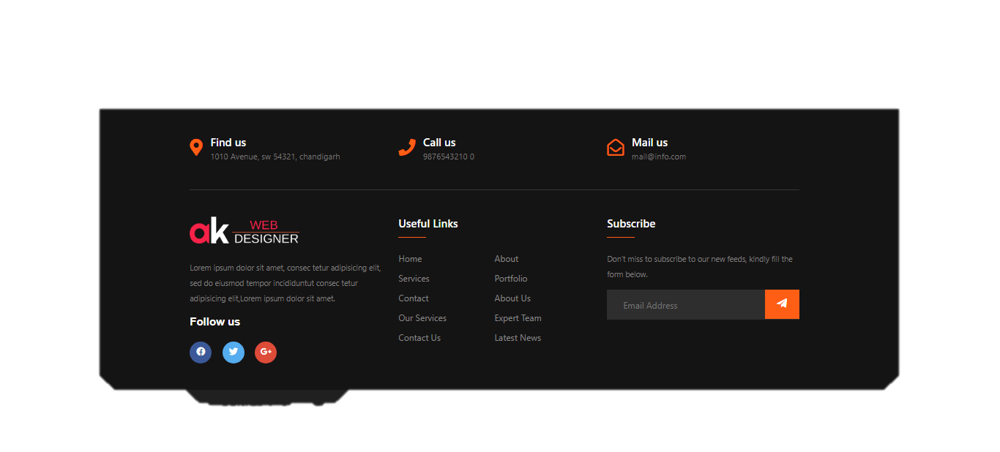 Find us
1010 Avenue, sw 54321, chandigarh
Call us
9876543210 0
Mail us
mail@info.com
ak WEB
DESIGNER
Lorem ipsum dolor sit amet, consec tetur adipisicing elit,
sed do eiusmod tempor incididuntut consec tetur
adipisicing elit,Lorem ipsum dolor sit amet.
Follow us
G+
Useful Links
Home
About
Services
Portfolio
Contact
About Us
Our Services
Expert Team
Contact Us
Latest News
Subscribe
Don't miss to subscribe to our new feeds, kindly fill the
form below.
Email Address